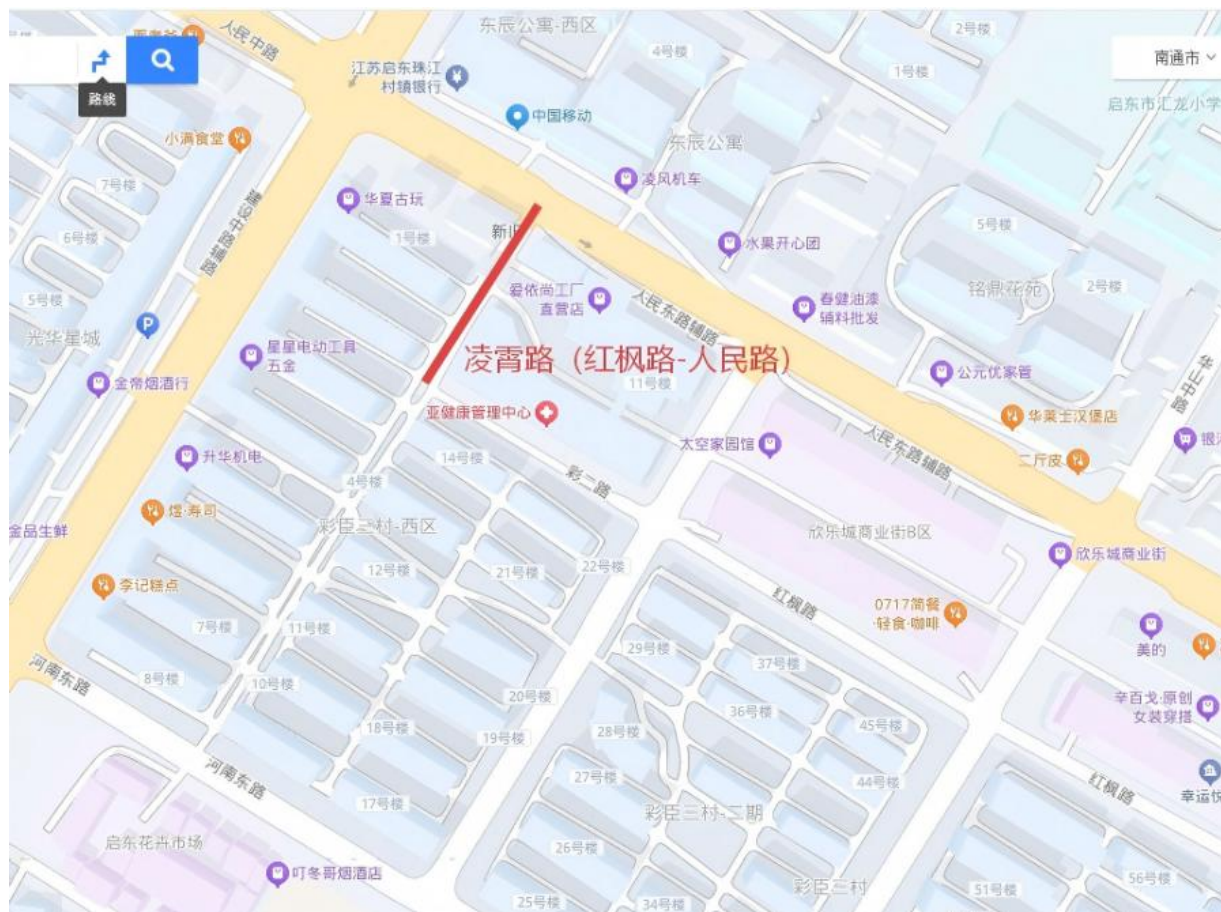 人民中路
路线
江苏启东珠江
村镇银行
东辰公寓-西区
4号楼
2号楼
1号楼
南通市
启东市汇龙小学
小满食堂
中国移动
东辰公寓
7号楼
6号楼
5号楼
建设中路辅路
华夏古玩
1号楼
凌风机车
水果开心团
5号楼
铭鼎花苑
2号楼
爱依尚工厂
直营店
人民东路辅路
春健油漆
辅料批发
光华星城
P
星星电动工具
五金
金帝烟酒行
凌霄路（红枫路-人民路）
11号楼
公元优家管
华山中路
亚健康管理中心
华莱士汉堡店
升华机电
14号楼
太空家园馆
人民东路辅路
二厅皮
4号楼
彩二路
煜·寿司
彩臣三村-西区
金品生鲜
欣乐城商业街B区
欣乐城商业街
12号楼
21号楼
22号楼
李记糕点
红枫路
0717简餐
·轻食·咖啡
7号楼
11号楼
29号楼
37号楼
美的
河南东路
8号楼
10号楼
20号楼
36号楼
45号楼
辛百戈·原创
女装穿搭
18号楼
19号楼
28号楼
河南东路
27号楼
44号楼
红枫路
17号楼
彩臣三村-二期
启东花卉市场
26号楼
叮冬哥烟酒店
彩臣三村
25号楼
34号楼
51号楼
56号楼